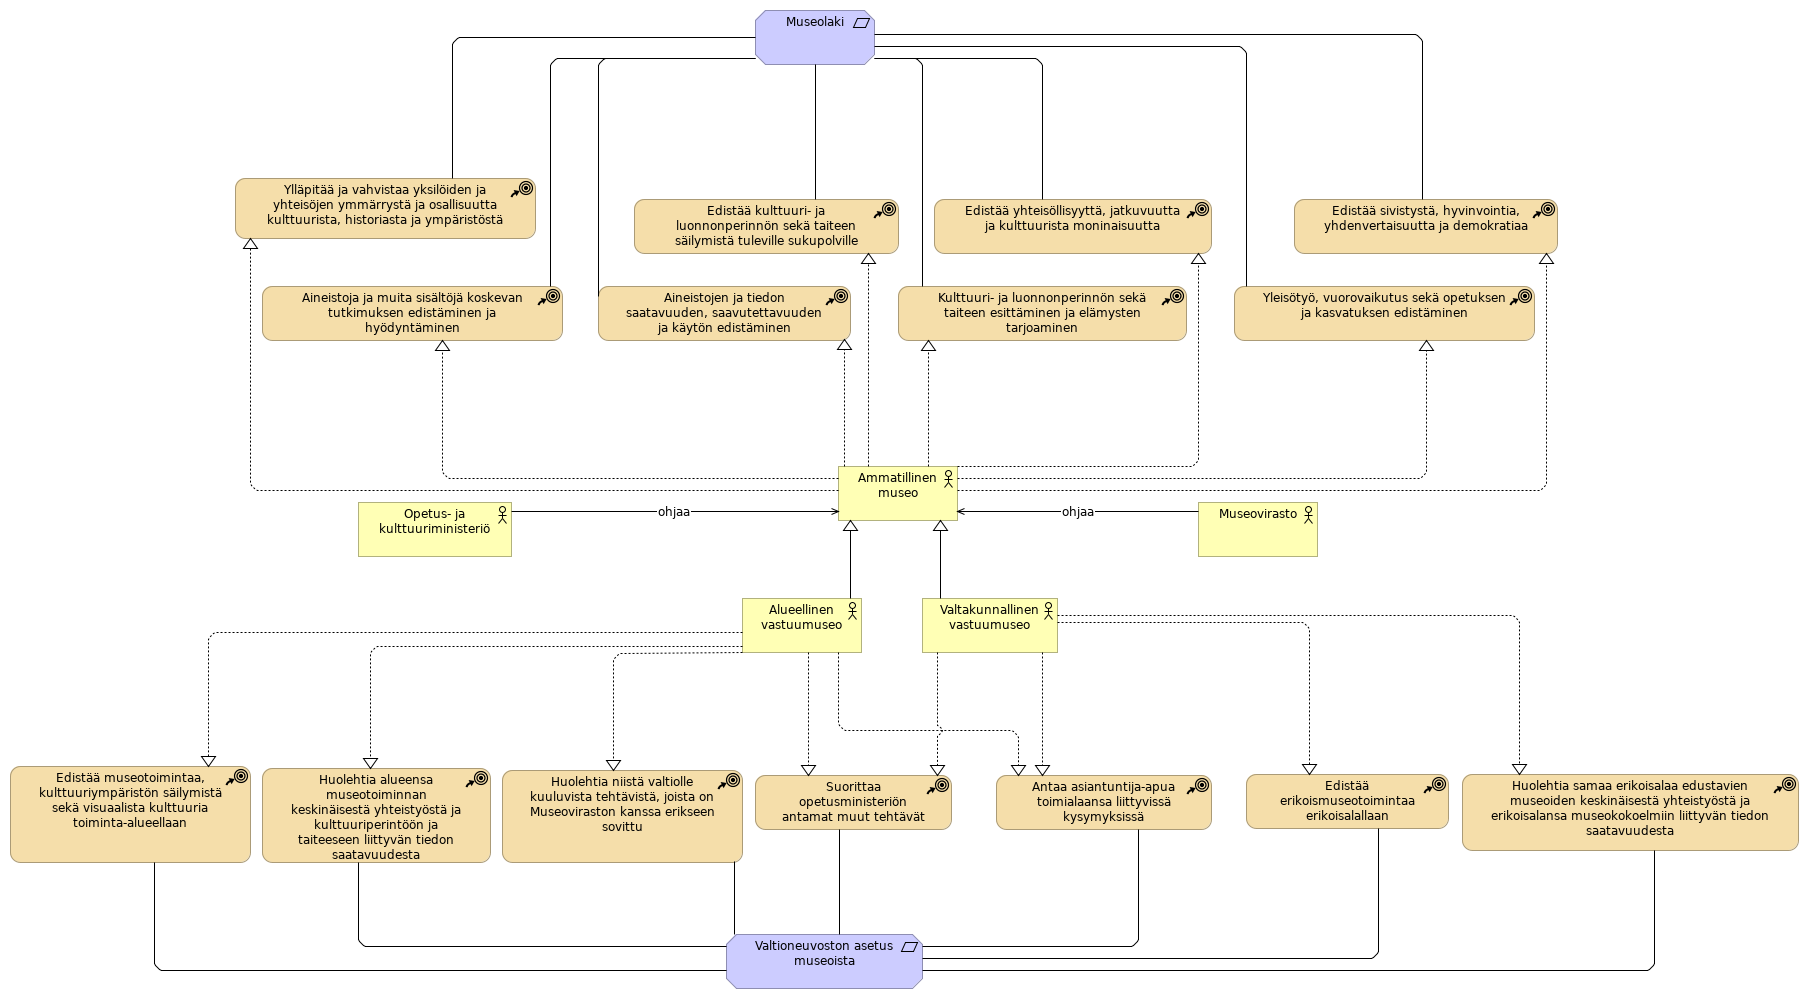 Museolaki
Ylläpitää ja vahvistaa yksilöiden ja
yhteisöjen ymmärrystä ja osallisuutta
kulttuurista, historiasta ja ympäristöstä
Edistää kulttuuri- ja
luonnonperinnön sekä taiteen
säilymistä tuleville sukupolville
Edistää yhteisöllisyyttä, jatkuvuutta
ja kulttuurista moninaisuutta
Edistää sivistystä, hyvinvointia,
yhdenvertaisuutta ja demokratiaa
Aineistoja ja muita sisältöjä koskevan
tutkimuksen edistäminen ja
hyödyntäminen
Aineistojen ja tiedon
saatavuuden, saavutettavuuden
ja käytön edistäminen
Kulttuuri- ja luonnonperinnön sekä
taiteen esittäminen ja elämysten
tarjoaminen
Yleisötyö, vuorovaikutus sekä opetuksen
ja kasvatuksen edistäminen
Ammatillinen
museo
Opetus- ja
kulttuuriministeriö
ohjaa
ohjaa
Museovirasto
Alueellinen
vastuumuseo
Valtakunnallinen
vastuumuseo
Edistää museotoimintaa,
kulttuuriympäristön säilymistä
sekä visuaalista kulttuuria
toiminta-alueellaan
Huolehtia alueensa
museotoiminnan
keskinäisestä yhteistyöstä ja
kulttuuriperintöön ja
taiteeseen liittyvän tiedon
saatavuudesta
Huolehtia niistä valtiolle
kuuluvista tehtävistä, joista on
Museoviraston kanssa erikseen
sovittu
Suorittaa
opetusministeriön
antamat muut tehtävät
Antaa asiantuntija-apua
toimialaansa liittyvissä
kysymyksissä
Edistää
erikoismuseotoimintaa
erikoisalallaan
Huolehtia samaa erikoisalaa edustavien
museoiden keskinäisestä yhteistyöstä ja
erikoisalansa museokokoelmiin liittyvän tiedon
saatavuudesta
Valtioneuvoston asetus
museoista